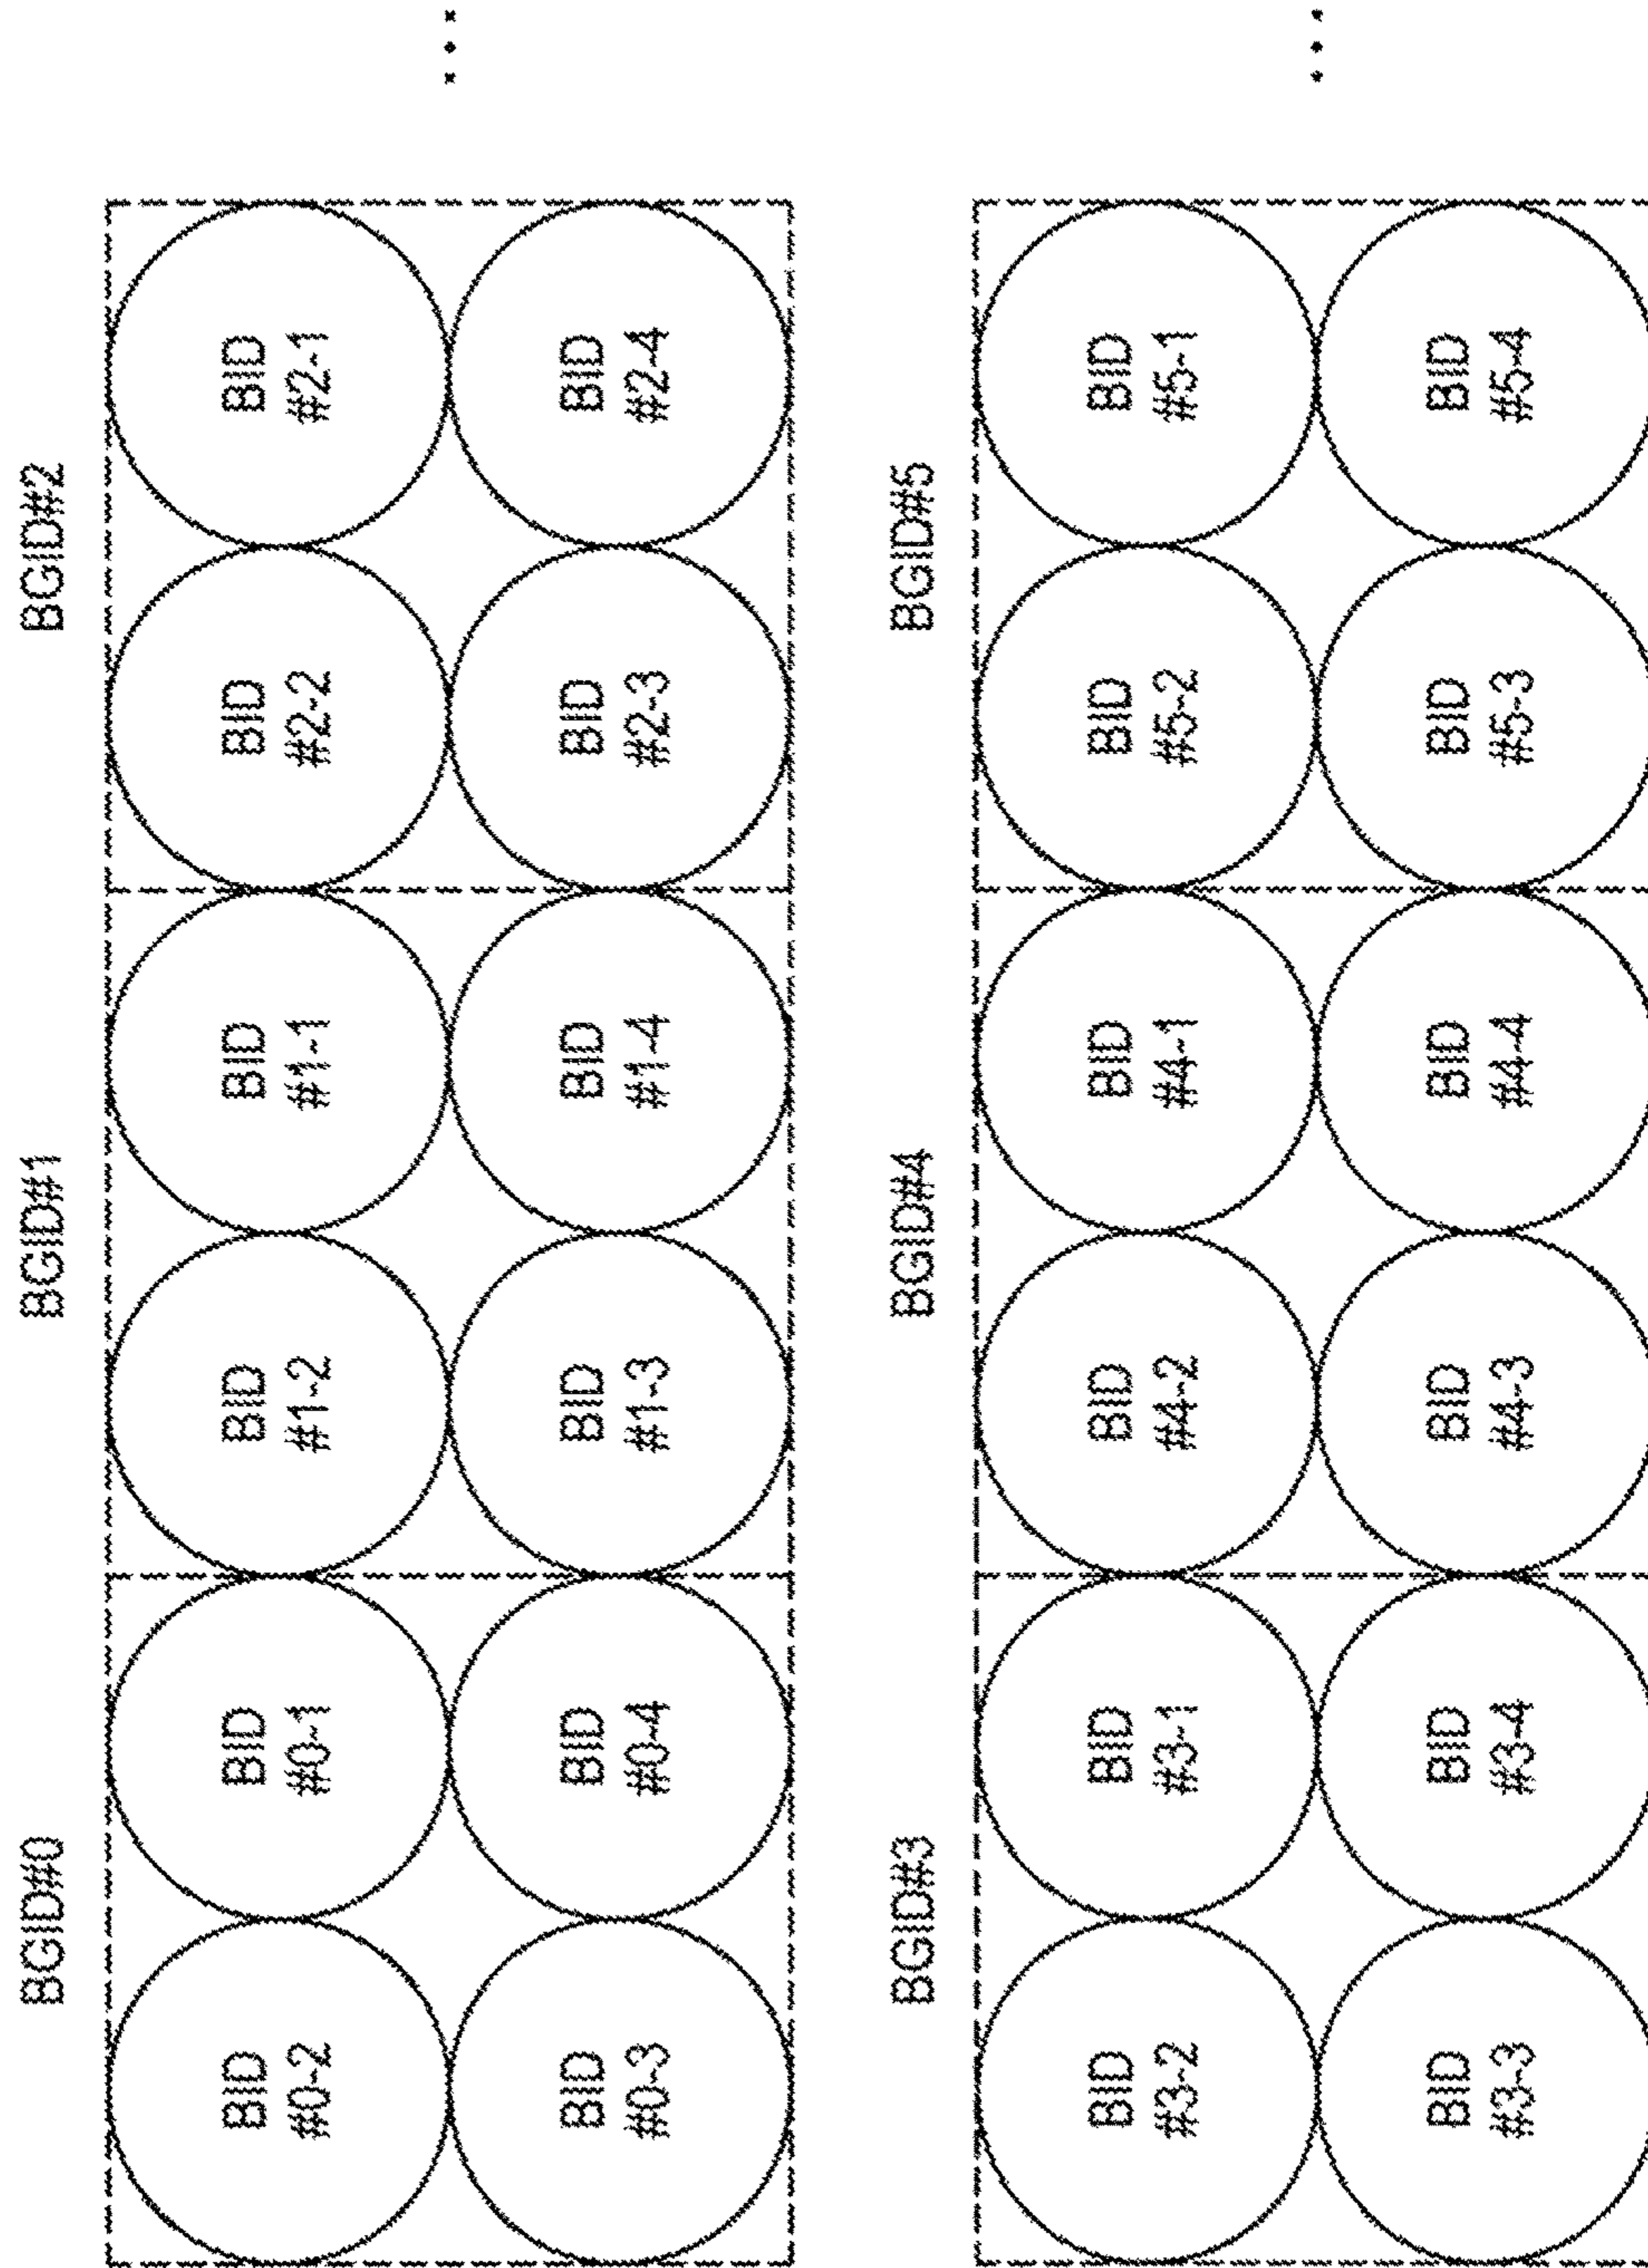 BGID#0
BGID#1
BGID#2
BID
#0-2
BID
#0-1
BID
#1-2
BID
#1-1
BID
#2-2
BID
#2-1
BID
#0-3
BID
#0-4
BID
#1-3
BID
#1-4
BID
#2-3
BID
#2-4
BGID#3
BGID#4
BGID#5
BID
#3-2
BID
#3-1
BID
#4-2
BID
#4-1
BID
#5-2
BID
#5-1
BID
#3-3
BID
#3-4
BID
#4-3
BID
#4-4
BID
#5-3
BID
#5-4